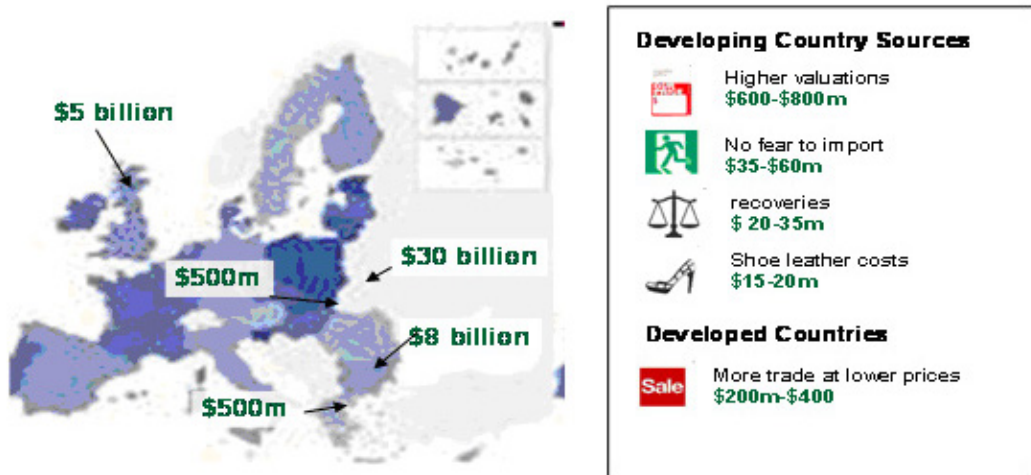 $5 billion
$30 billion
$500m
$8 billion
$500m
Developing Country Sources
Higher valuations
$600-$800m
No fear to import
$35-$60m
recoveries
$ 20-35m
Shoe leather costs
$15-20m
Developed Countries
Sale
More trade at lower prices
$200m-$400